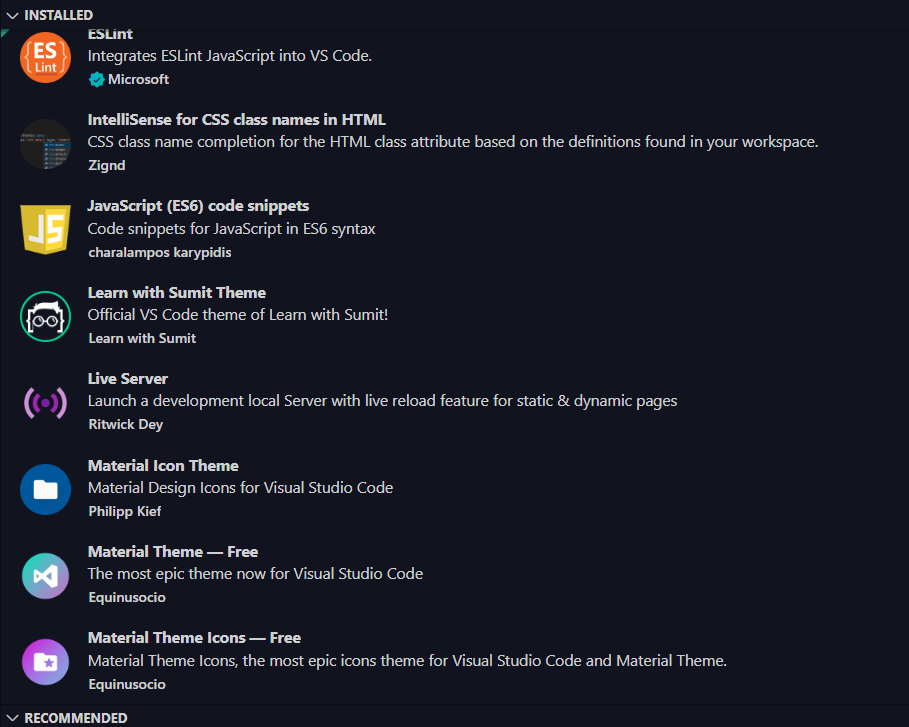 INSTALLED
ESLint
ES
Lint
Integrates ESLint JavaScript into VS Code.
Microsoft
IntelliSense for CSS class names in HTML
CSS class name completion for the HTML class attribute based on the definitions found in your workspace.
Zignd
JavaScript (ES6) code snippets
JS
Code snippets for JavaScript in ES6 syntax
charalampos karypidis
Learn with Sumit Theme
Official VS Code theme of Learn with Sumit!
Learn with Sumit
Live Server
Launch a development local Server with live reload feature for static & dynamic pages
Ritwick Dey
Material Icon Theme
Material Design Icons for Visual Studio Code
Philipp Kief
Material Theme — Free
The most epic theme now for Visual Studio Code
Equinusocio
Material Theme Icons — Free
Material Theme Icons, the most epic icons theme for Visual Studio Code and Material Theme.
Equinusocio
RECOMMENDED